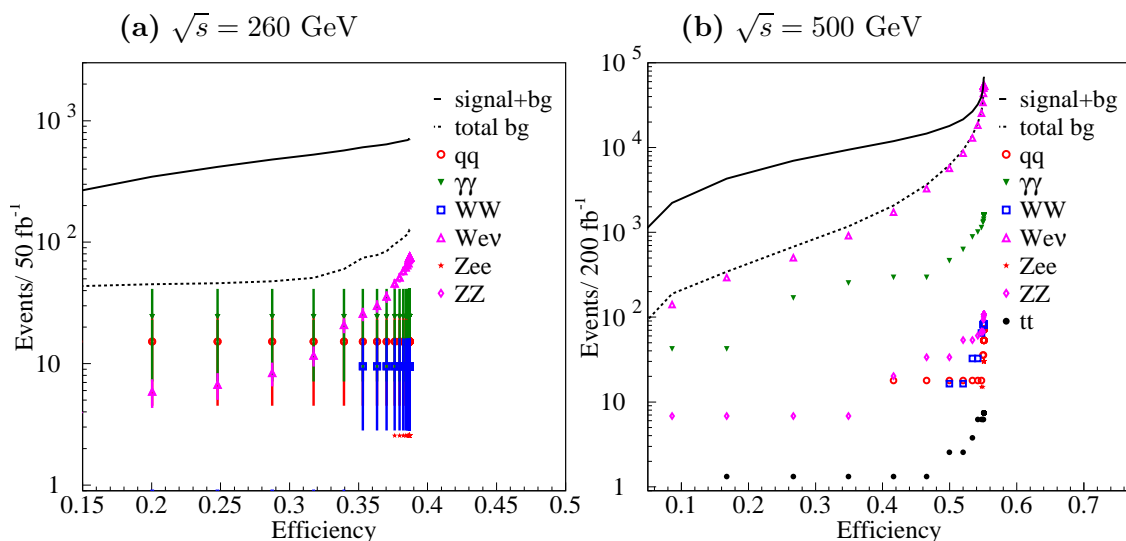 (a) √s = 260 GeV
Events/ 50 fb⁻¹
10³
10²
10
1
signal+bg
total bg
qq
γγ
WW
Weν
Zee
ZZ
0.15 0.2 0.25 0.3 0.35 0.4 0.45 0.5
Efficiency
(b) √s = 500 GeV
Events/ 200 fb⁻¹
10⁵
10⁴
10³
10²
10
1
signal+bg
total bg
qq
γγ
WW
Weν
Zee
ZZ
tt
0.1 0.2 0.3 0.4 0.5 0.6 0.7
Efficiency